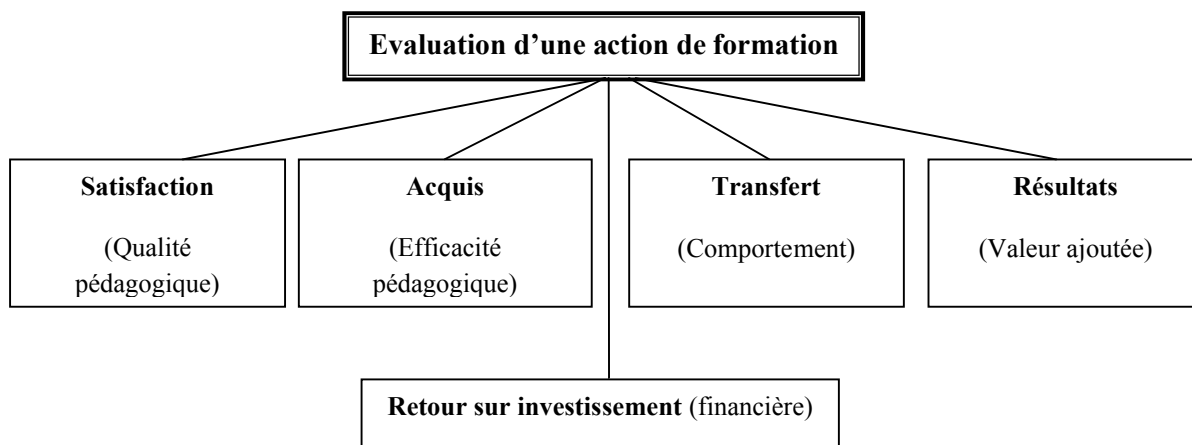 Evaluation d’une action de formation
Satisfaction
(Qualité
pédagogique)
Acquis
(Efficacité
pédagogique)
Transfert
(Comportement)
Résultats
(Valeur ajoutée)
Retour sur investissement (financière)